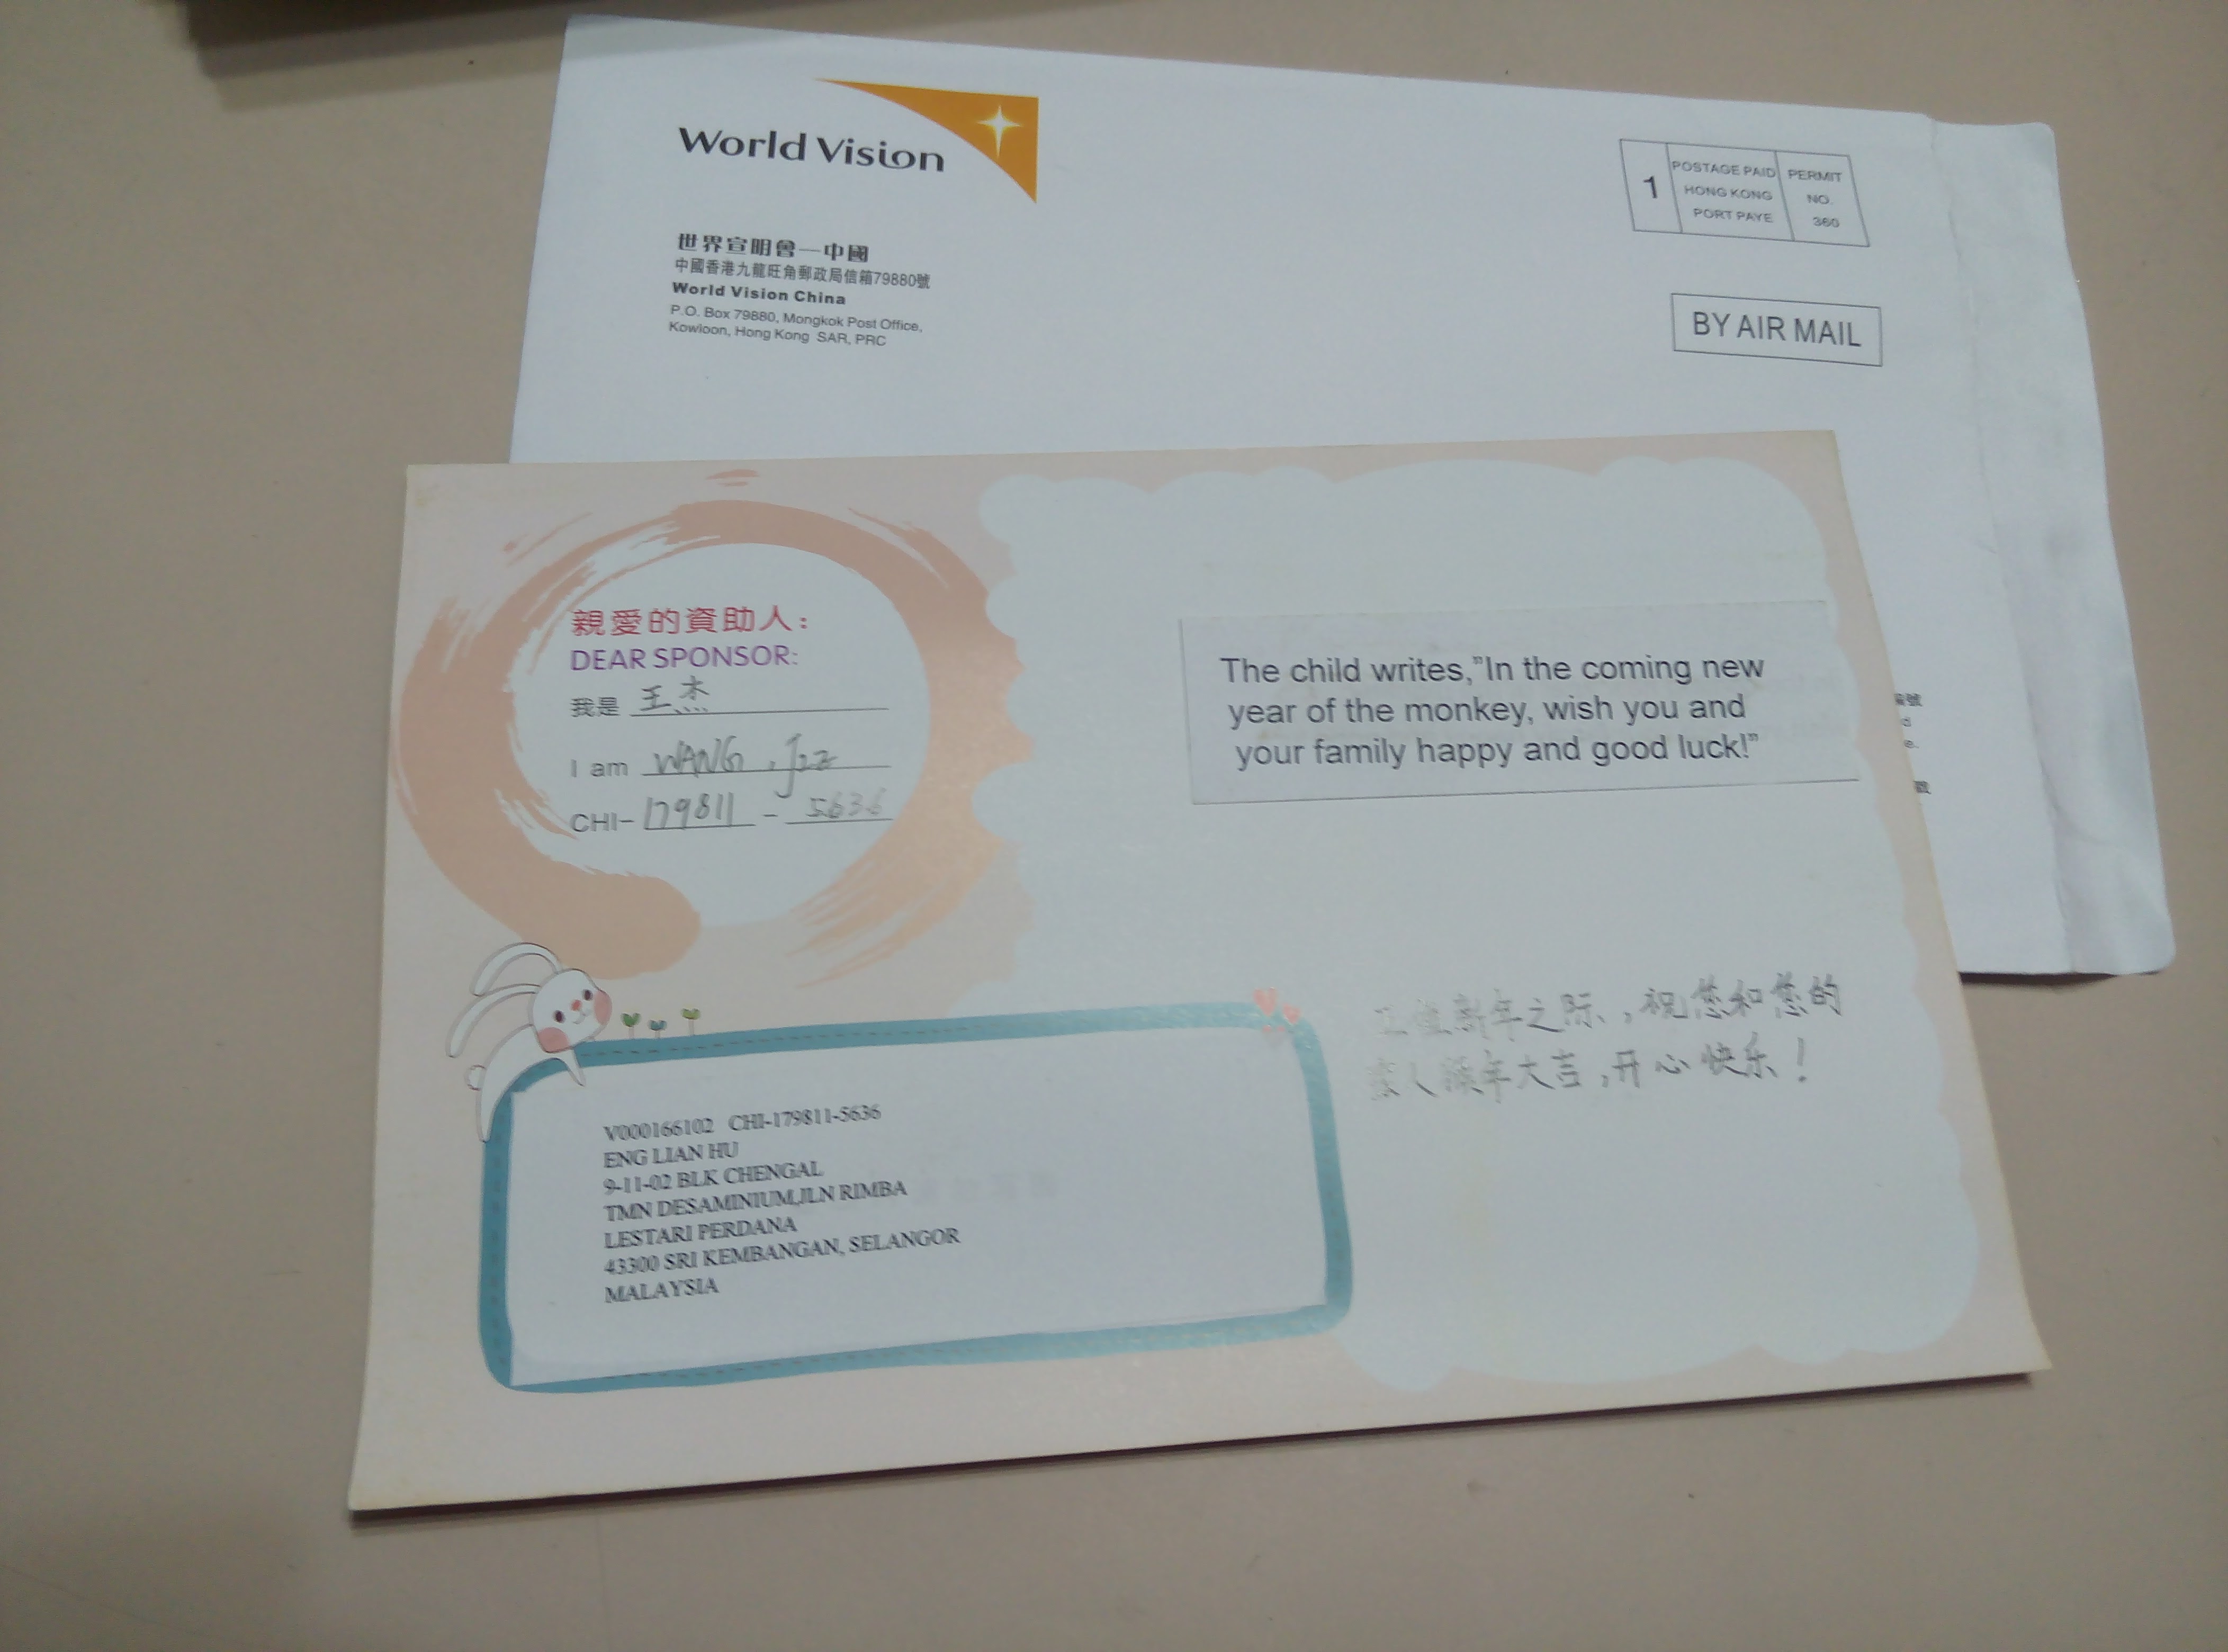 World Vision
世界宣明會—中國
中國香港九龍旺角郵政局信箱79880號
World Vision China
P.O. Box 79880, Mongkok Post Office,
Kowloon, Hong Kong SAR, PRC
1
POSTAGE PAID
HONG KONG
PORT PAYE
PERMIT
NO.
360
BY AIR MAIL
親愛的資助人:
DEAR SPONSOR:
我是 王杰
I am WANG, Jie
CHI-179811-5636
The child writes,"In the coming new
year of the monkey, wish you and
your family happy and good luck!"
正值新年之际,祝您和您的
家人猴年大吉,开心快乐!
V000166102 CHI-179811-5636
ENG LIAN HU
9-11-02 BLK CHENGAL
TMN DESAMINIUM,JLN RIMBA
LESTARI PERDANA
43300 SRI KEMBANGAN, SELANGOR
MALAYSIA